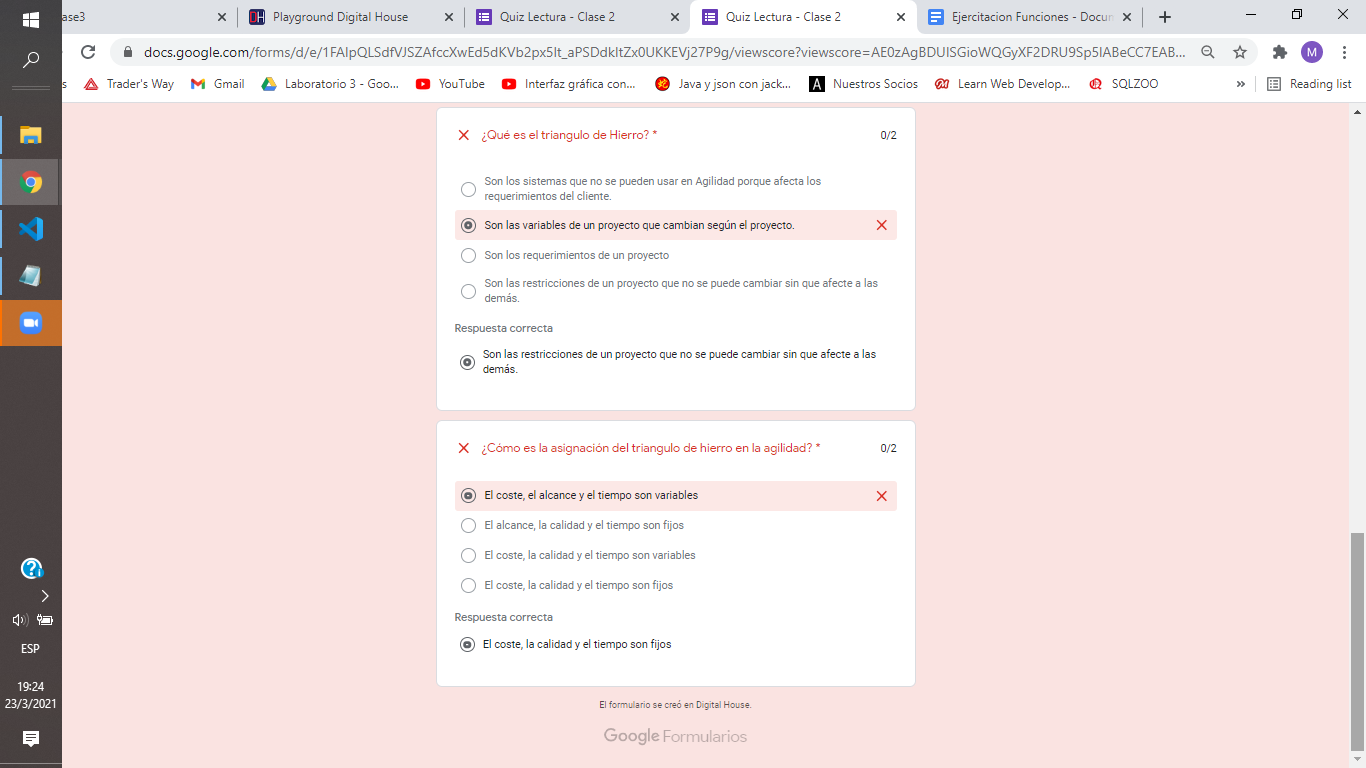 ase3
Playground Digital House
Quiz Lectura - Clase 2
Quiz Lectura - Clase 2
Ejercitacion Funciones - Docun
docs.google.com/forms/d/e/1FAIpQLSdfVJSZAfccXwEd5dKVb2px5It_aPSDdkItZx0UKKEVj27P9g/viewscore?viewscore=AE0zAgBDUISGioWQGyXF2DRU9Sp5IABeCC7EAB...
M
s
Trader's Way
Gmail
Laboratorio 3 - Goo...
YouTube
Interfaz gráfica con...
Java y json con jack...
Nuestros Socios
Learn Web Develop...
SQLZOO
»
Reading list
¿Qué es el triangulo de Hierro? *
0/2
Son los sistemas que no se pueden usar en Agilidad porque afecta los
requerimientos del cliente.
Son las variables de un proyecto que cambian según el proyecto.
Son los requerimientos de un proyecto
Son las restricciones de un proyecto que no se puede cambiar sin que afecte a las
demás.
Respuesta correcta
Son las restricciones de un proyecto que no se puede cambiar sin que afecte a las
demás.
¿Cómo es la asignación del triangulo de hierro en la agilidad? *
0/2
El coste, el alcance y el tiempo son variables
El alcance, la calidad y el tiempo son fijos
El coste, la calidad y el tiempo son variables
El coste, la calidad y el tiempo son fijos
Respuesta correcta
El coste, la calidad y el tiempo son fijos
El formulario se creó en Digital House.
Google Formularios
ESP
19:24
23/3/2021